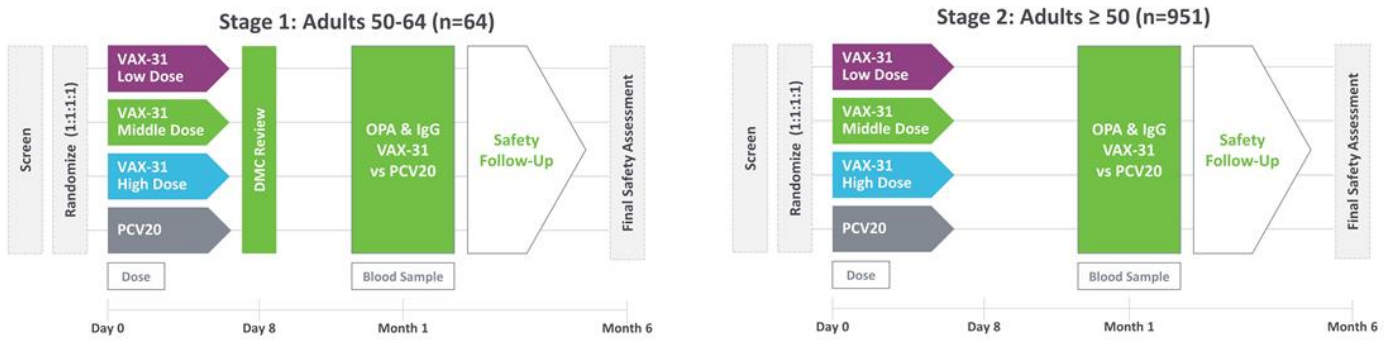 Stage 1: Adults 50-64 (n=64)
Screen
Randomize (1:1:1:1)
VAX-31
Low Dose
VAX-31
Middle Dose
VAX-31
High Dose
PCV20
DMC Review
OPA & IgG
VAX-31
vs PCV20
Safety
Follow-Up
Final Safety Assessment
Dose
Blood Sample
Day 0
Day 8
Month 1
Month 6
Stage 2: Adults ≥ 50 (n=951)
Screen
Randomize (1:1:1:1)
VAX-31
Low Dose
VAX-31
Middle Dose
VAX-31
High Dose
PCV20
OPA & IgG
VAX-31
vs PCV20
Safety
Follow-Up
Final Safety Assessment
Dose
Blood Sample
Day 0
Day 8
Month 1
Month 6